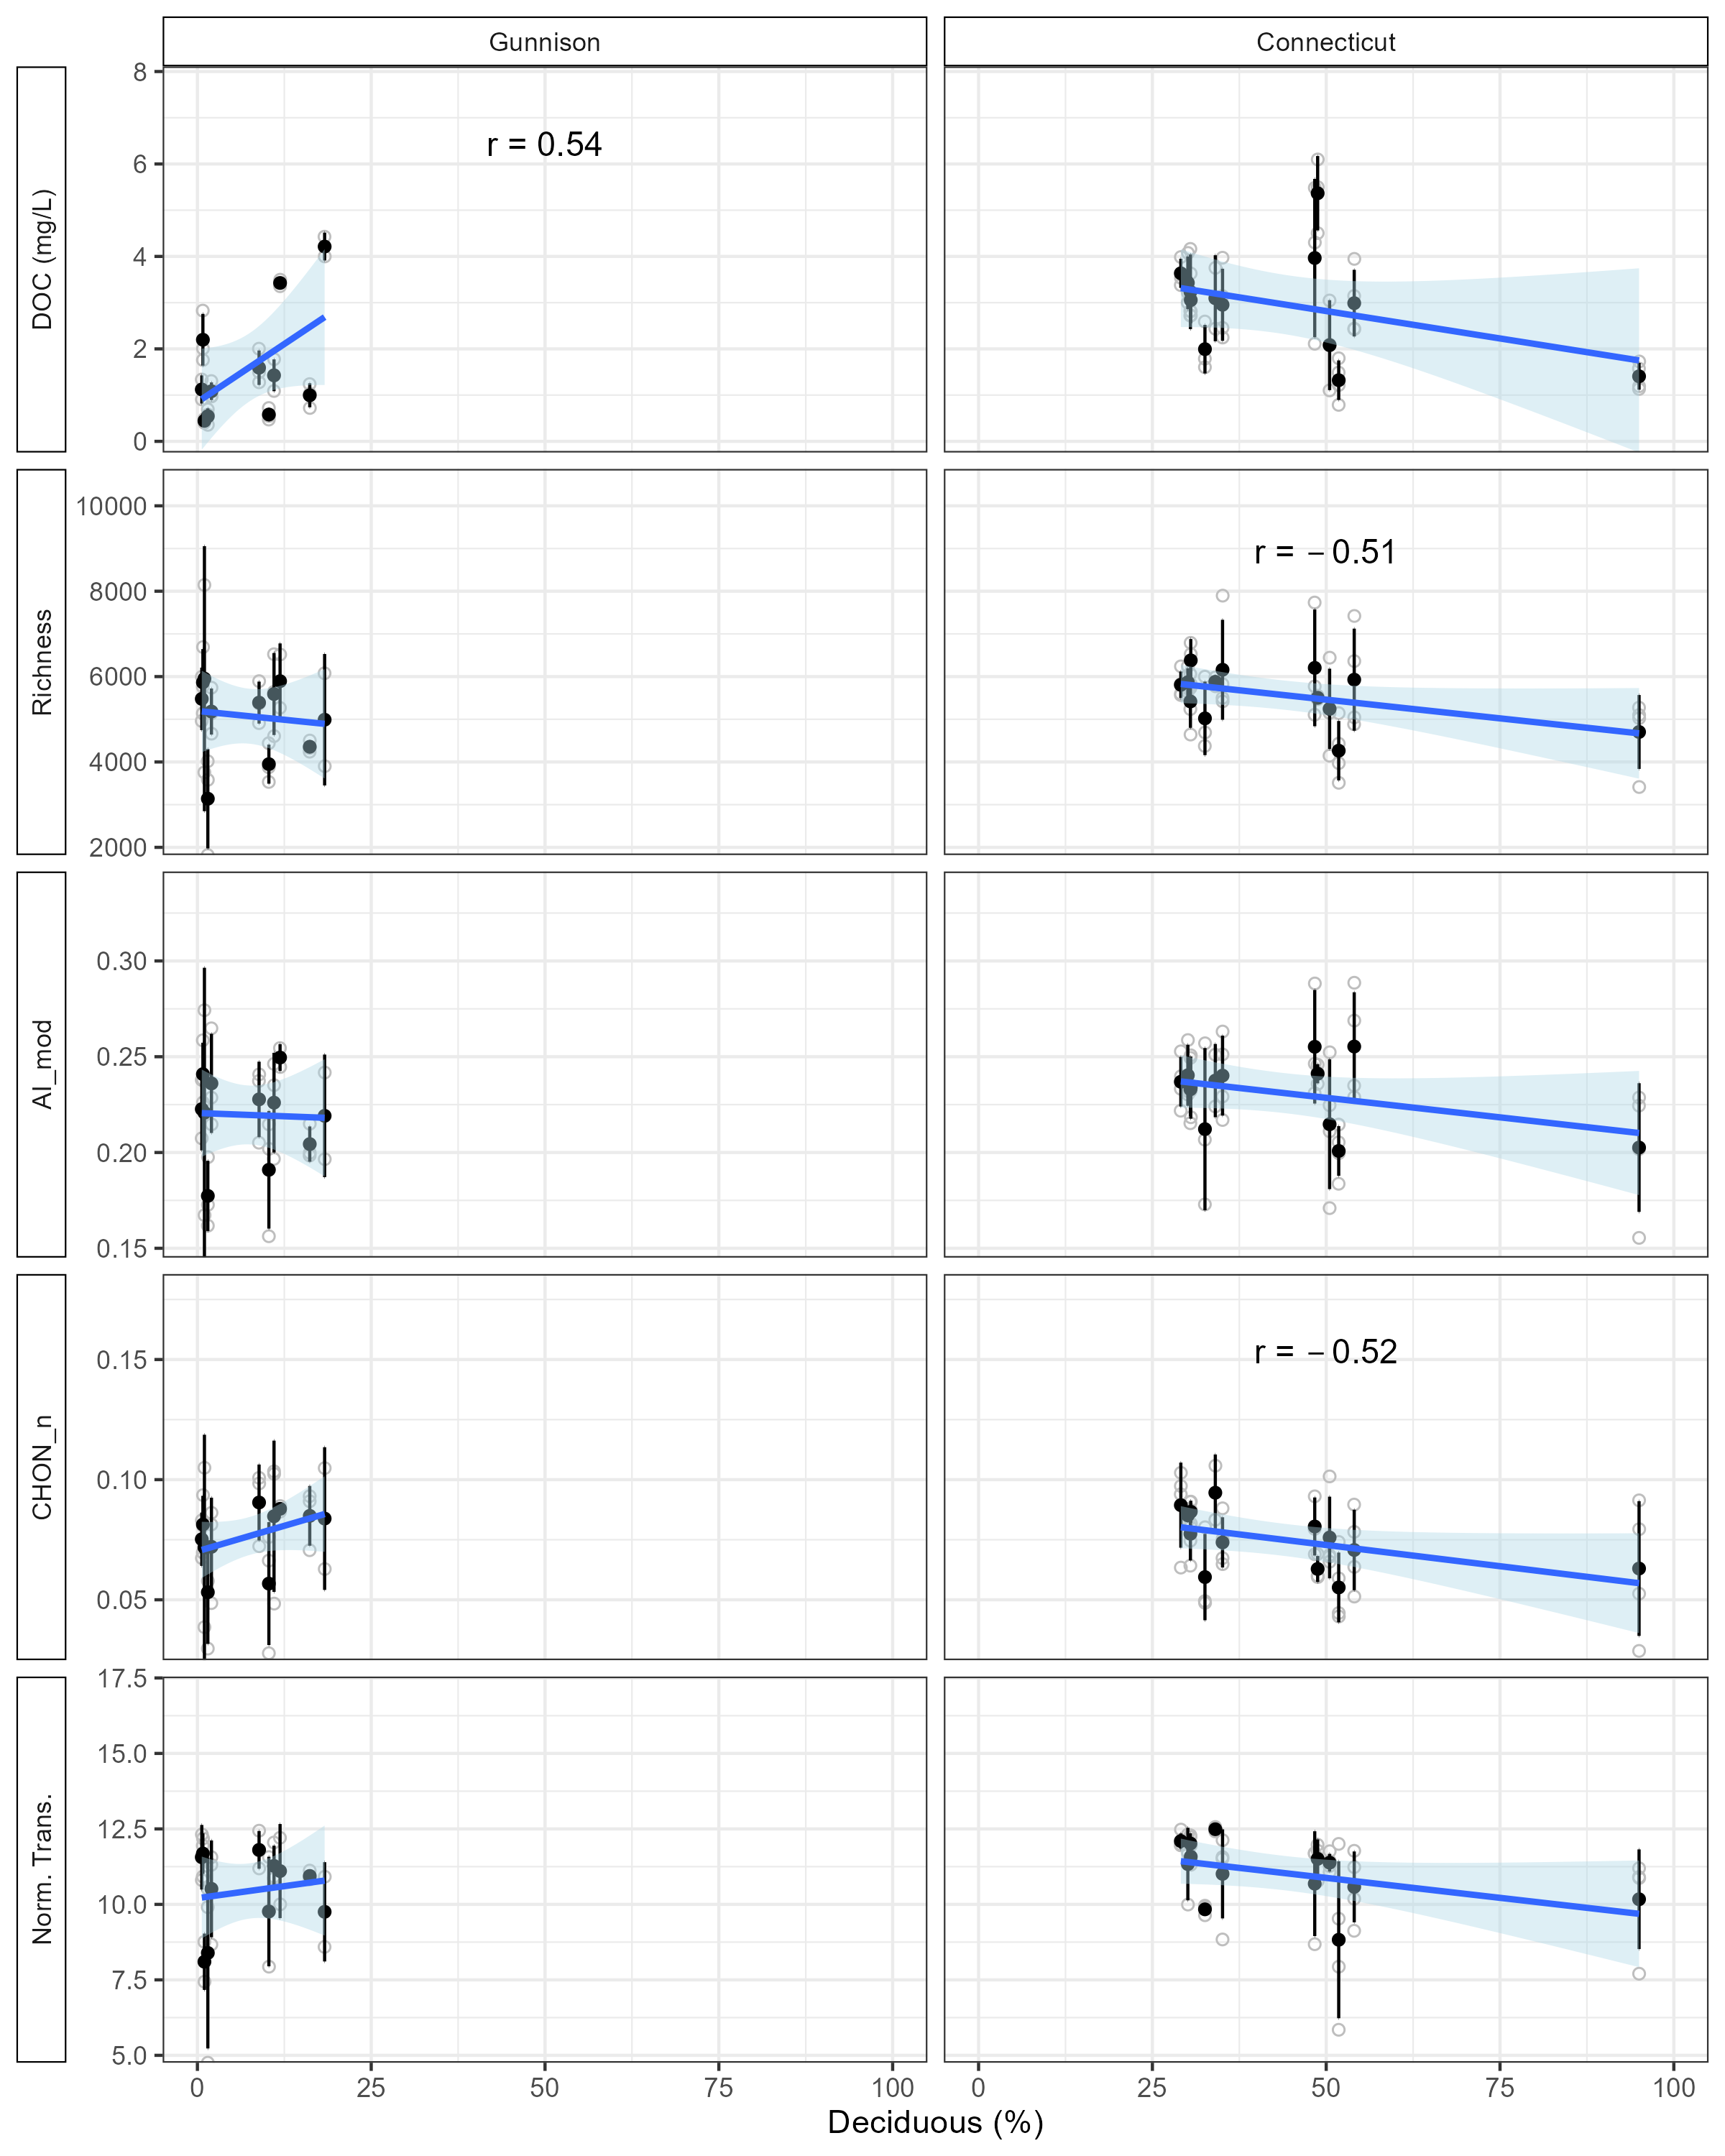 Gunnison
Connecticut
DOC (mg/L)
8
6
4
2
0
r = 0.54
Richness
10000
8000
6000
4000
2000
r = − 0.51
AI_mod
0.30
0.25
0.20
0.15
CHON_n
0.15
0.10
0.05
r = − 0.52
Norm. Trans.
17.5
15.0
12.5
10.0
7.5
5.0
0 25 50 75 100
0 25 50 75 100
Deciduous (%)